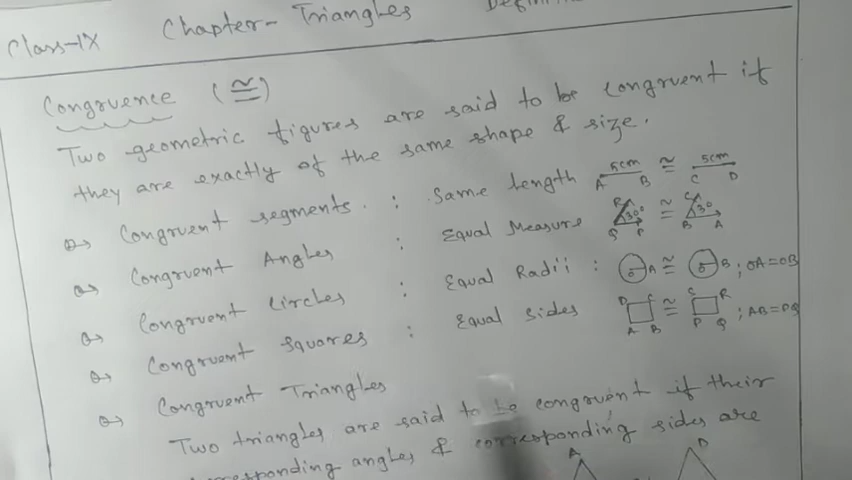 Class-IX Chapter- Triangles
Congruence (≅)
Two geometric figures are said to be congruent if
they are exactly of the same shape & size.
Congruent segments. : Same length A 5cm B ≅ C 5cm D
Congruent Angles : Equal Measure R 30° Q P ≅ C 30° B A
Congruent Circles : Equal Radii : O A ≅ O B ; OA=OB
Congruent Squares : Equal sides D C A B ≅ S R P Q ; AB=PQ
Congruent Triangles
Two triangles are said to be congruent if their
corresponding angles & corresponding sides are
A D